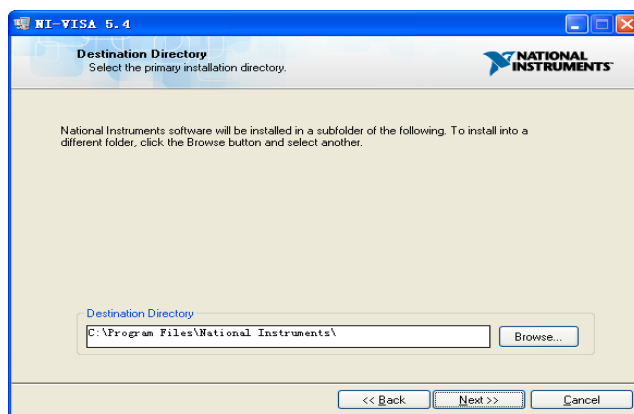 NI-VISA 5.4
Destination Directory
Select the primary installation directory.
NATIONAL
INSTRUMENTS™
National Instruments software will be installed in a subfolder of the following. To install into a
different folder, click the Browse button and select another.
Destination Directory
C:\Program Files\National Instruments\
Browse...
<< Back
Next >>
Cancel